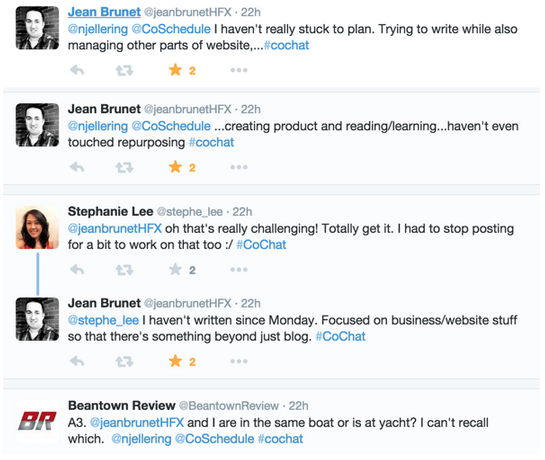 Jean Brunet @jeanbrunetHFX · 22h
@njellering @CoSchedule I haven't really stuck to plan. Trying to write while also
managing other parts of website,...#cochat
2
Jean Brunet @jeanbrunetHFX · 22h
@njellering @CoSchedule ...creating product and reading/learning...haven't even
touched repurposing #cochat
2
Stephanie Lee @stephe_lee · 22h
@jeanbrunetHFX oh that's really challenging! Totally get it. I had to stop posting
for a bit to work on that too :/ #CoChat
2
Jean Brunet @jeanbrunetHFX · 22h
@stephe_lee I haven't written since Monday. Focused on business/website stuff
so that there's something beyond just blog. #CoChat
2
BR
Beantown Review @BeantownReview · 22h
A3. @jeanbrunetHFX and I are in the same boat or is at yacht? I can't recall
which. @njellering @CoSchedule #cochat